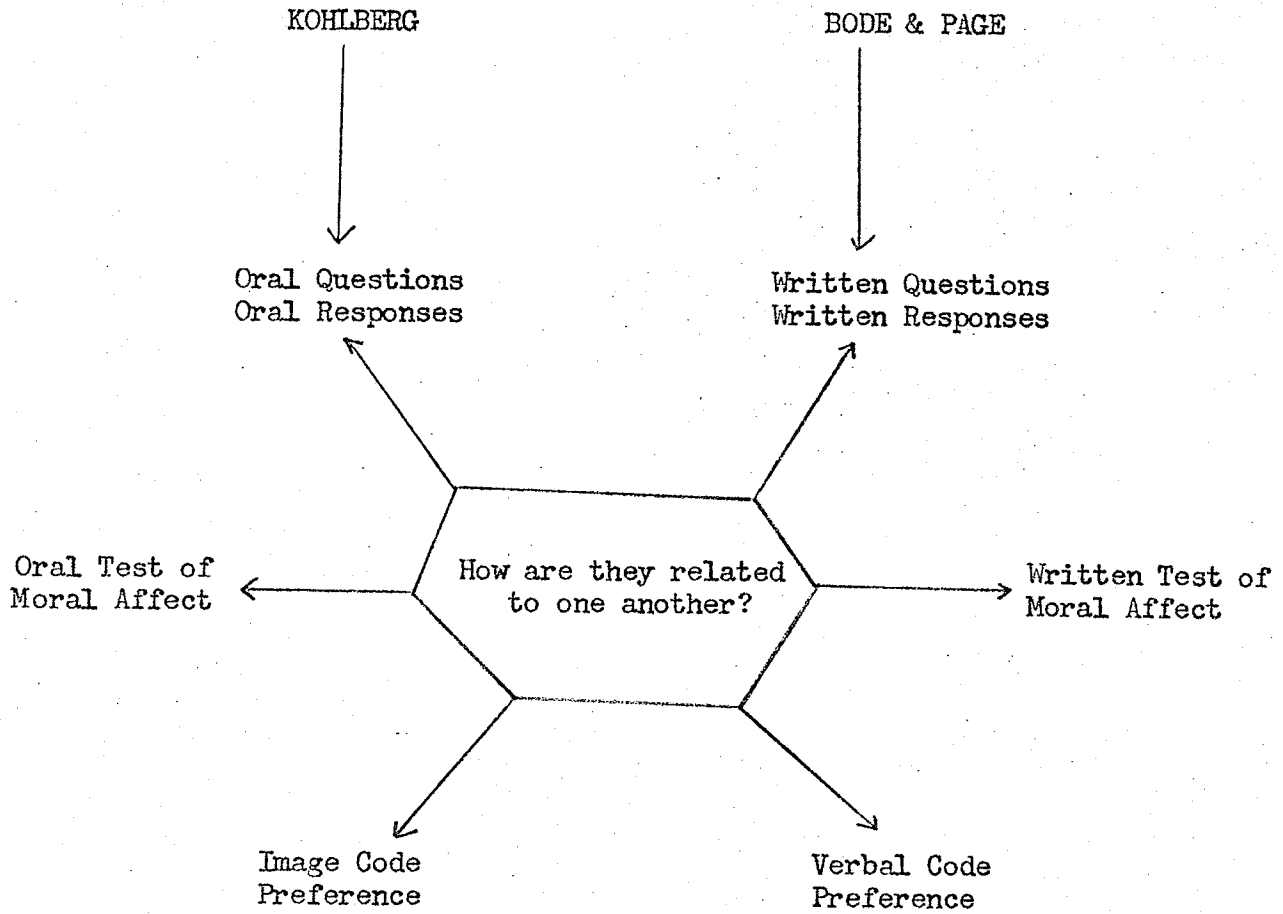 KOHLBERG
BODE & PAGE
Oral Questions
Oral Responses
Written Questions
Written Responses
How are they related
to one another?
Oral Test of
Moral Affect
Written Test of
Moral Affect
Image Code
Preference
Verbal Code
Preference